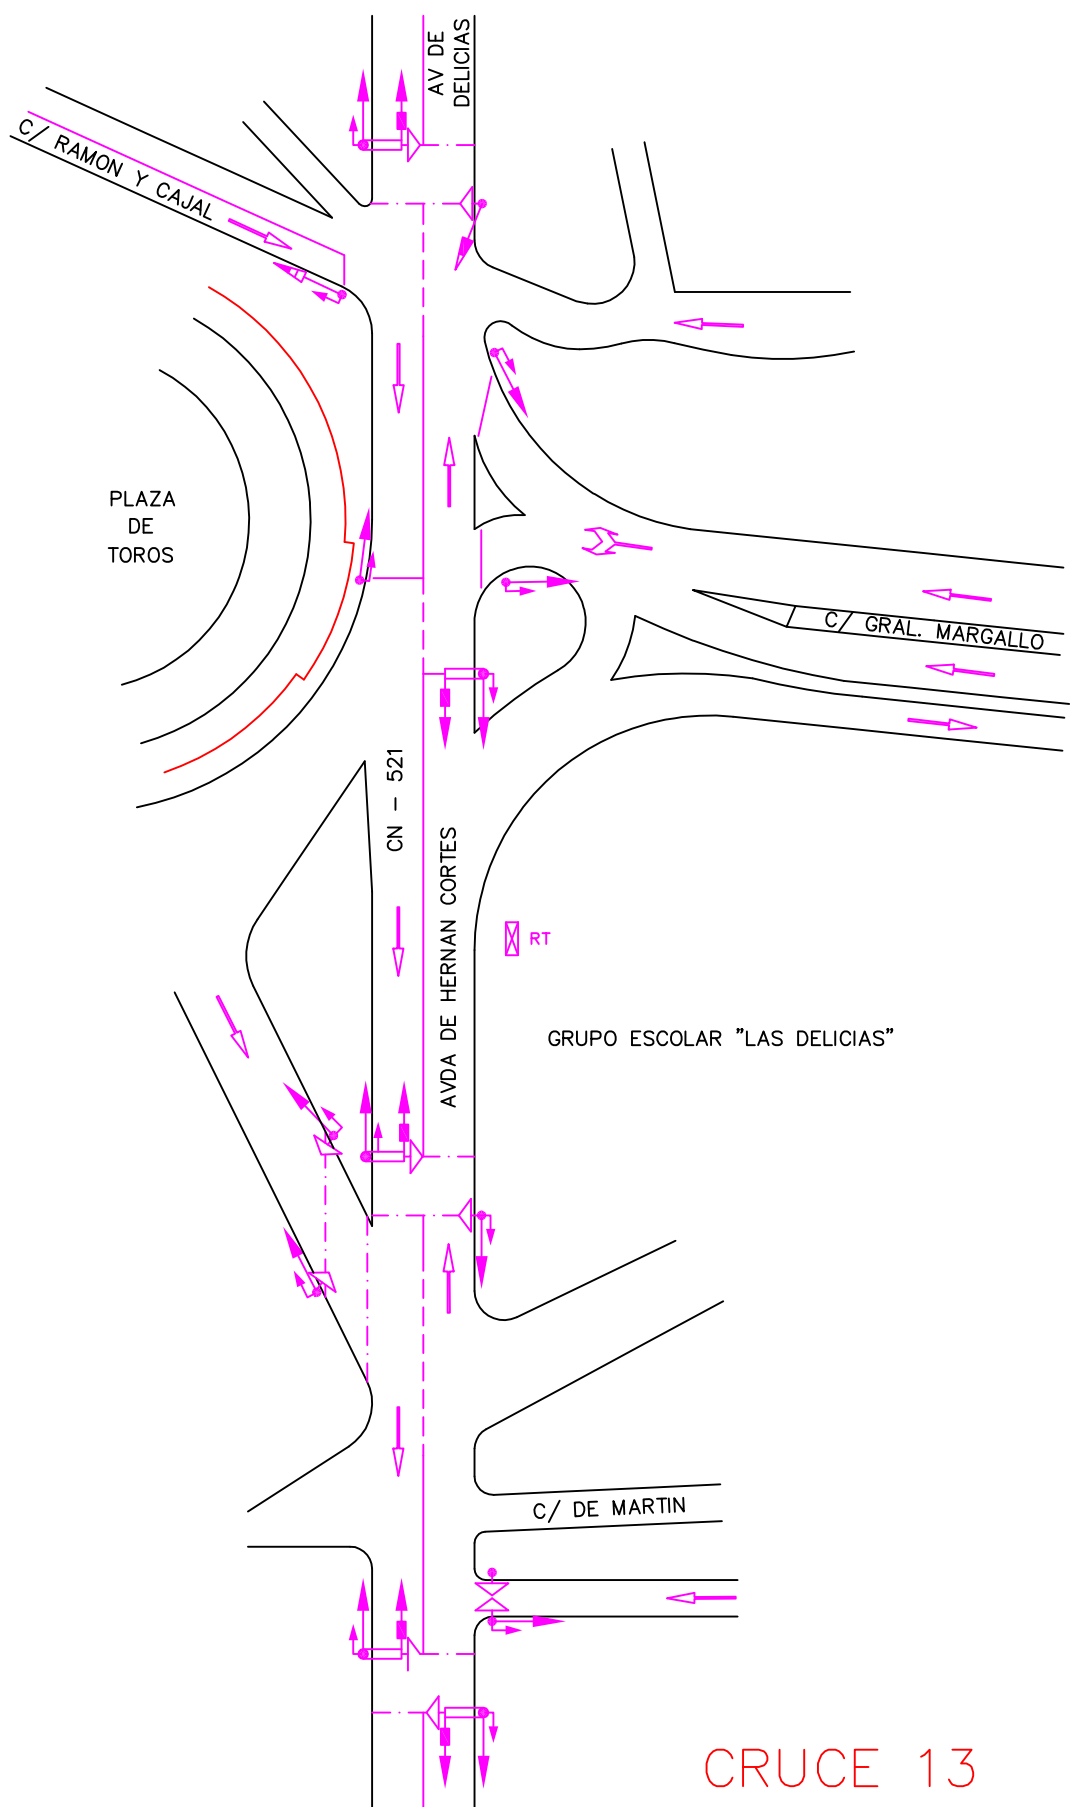 AV DE
DELICIAS
C/ RAMON Y CAJAL
PLAZA
DE
TOROS
C/ GRAL. MARGALLO
CN - 521
AVDA DE HERNAN CORTES
RT
GRUPO ESCOLAR "LAS DELICIAS"
C/ DE MARTIN
CRUCE 13